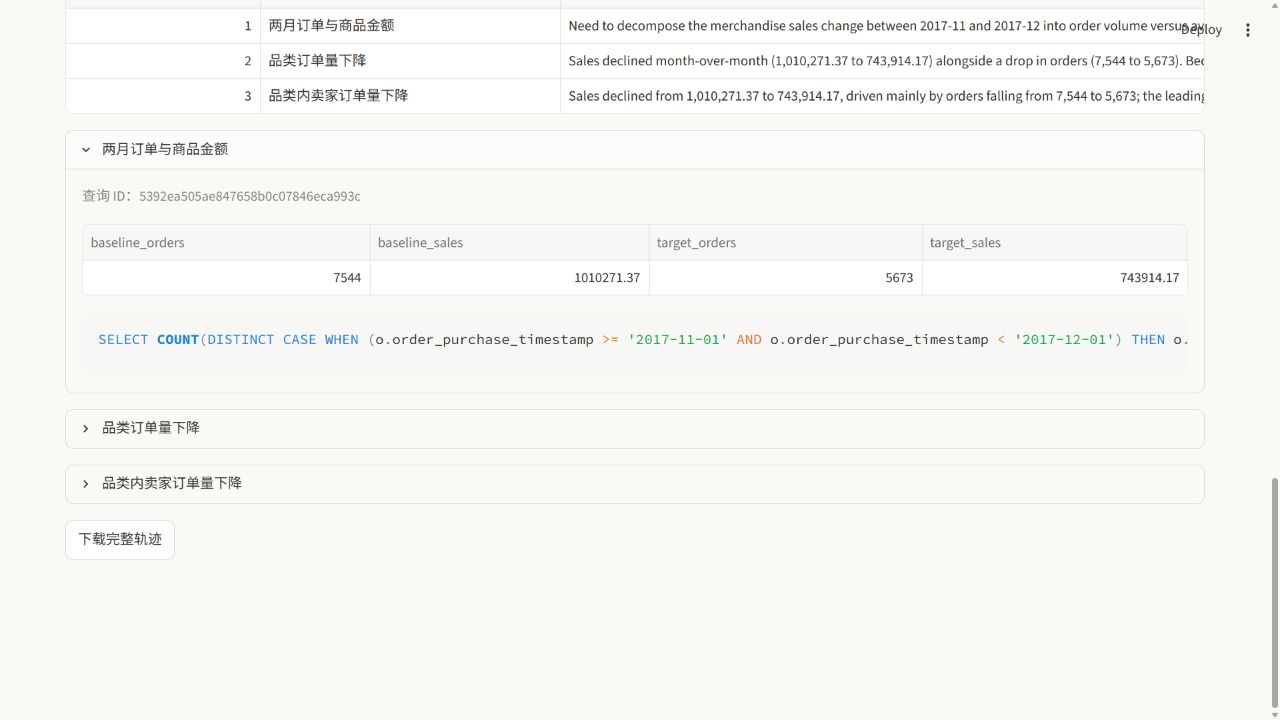 Deploy
1 两月订单与商品金额 Need to decompose the merchandise sales change between 2017-11 and 2017-12 into order volume versus
2 品类订单量下降 Sales declined month-over-month (1,010,271.37 to 743,914.17) alongside a drop in orders (7,544 to 5,673).
3 品类内卖家订单量下降 Sales declined from 1,010,271.37 to 743,914.17, driven mainly by orders falling from 7,544 to 5,673; the leading
两月订单与商品金额
查询 ID：5392ea505ae847658b0c07846eca993c
baseline_orders baseline_sales target_orders target_sales
7544 1010271.37 5673 743914.17
SELECT COUNT(DISTINCT CASE WHEN (o.order_purchase_timestamp >= '2017-11-01' AND o.order_purchase_timestamp < '2017-12-01') THEN o.
品类订单量下降
品类内卖家订单量下降
下载完整轨迹